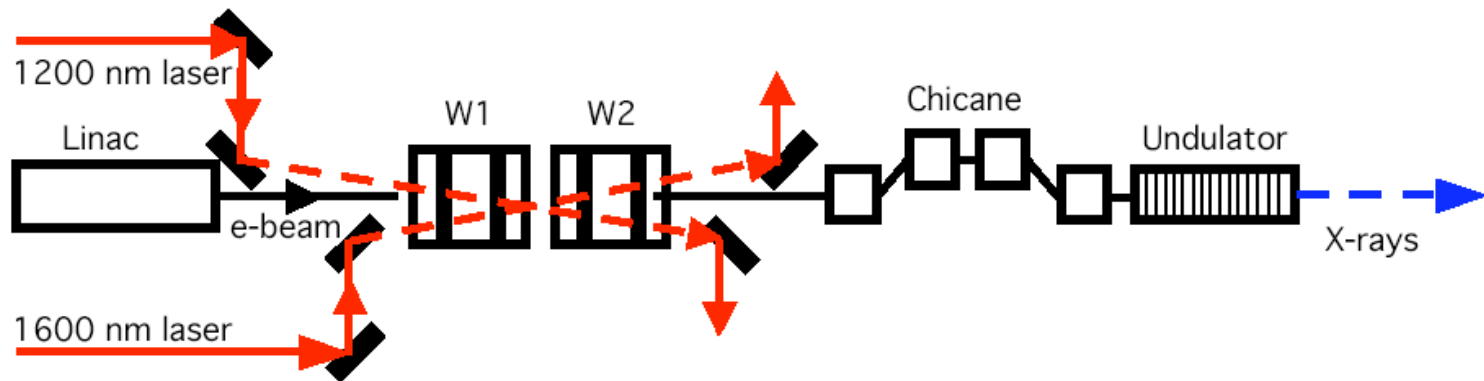 1200 nm laser
Linac
W1
W2
Chicane
Undulator
e-beam
X-rays
1600 nm laser